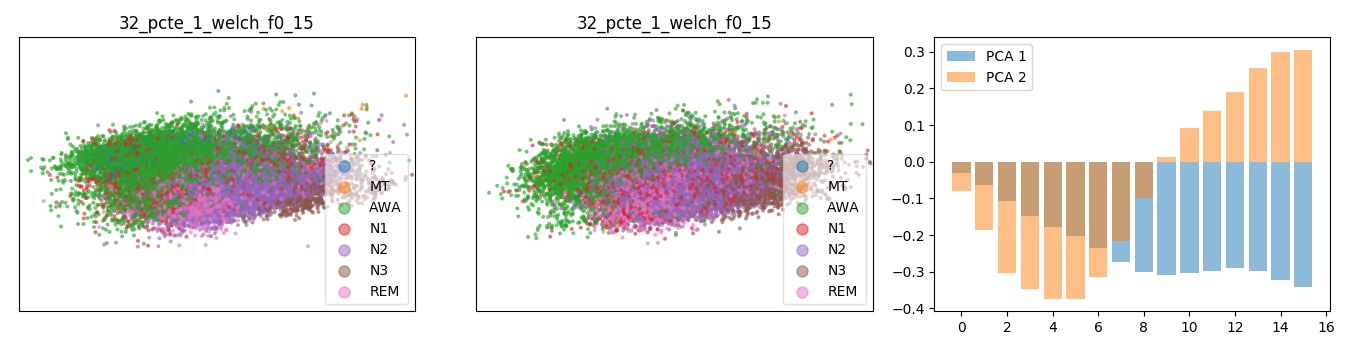 32_pcte_1_welch_f0_15
?
MT
AWA
N1
N2
N3
REM
32_pcte_1_welch_f0_15
?
MT
AWA
N1
N2
N3
REM
PCA 1
PCA 2
0.3
0.2
0.1
0.0
−0.1
−0.2
−0.3
−0.4
0 2 4 6 8 10 12 14 16